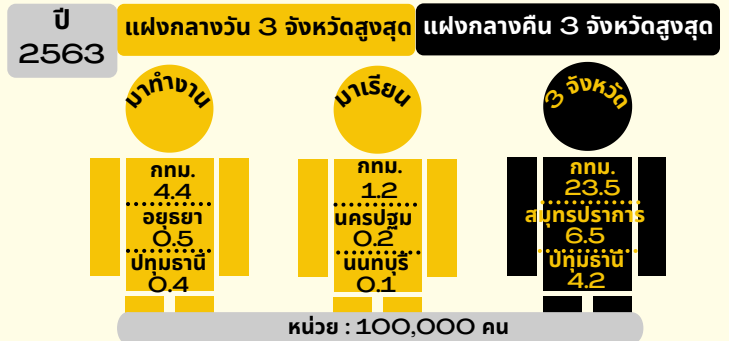 ปี
2563
แฝงกลางวัน 3 จังหวัดสูงสุด
แฝงกลางคืน 3 จังหวัดสูงสุด
มาทำงาน
กทม.
4.4
อยุธยา
0.5
ปทุมธานี
0.4
มาเรียน
กทม.
1.2
นครปฐม
0.2
นนทบุรี
0.1
3 จังหวัด
กทม.
23.5
สมุทรปราการ
6.5
ปทุมธานี
4.2
หน่วย : 100,000 คน